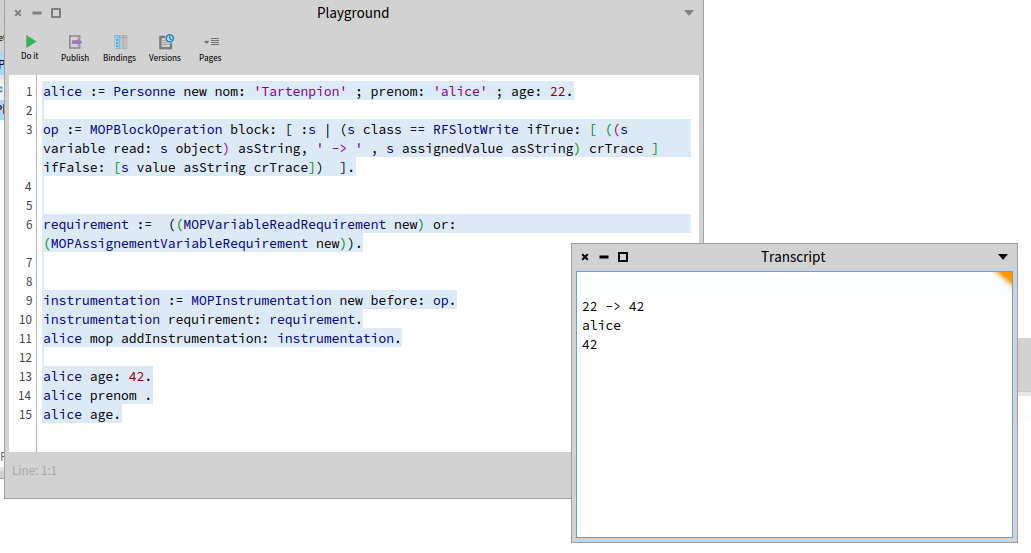 Playground
Do it
Publish
Bindings
Versions
Pages
1 alice := Personne new nom: 'Tartenpion' ; prenom: 'alice' ; age: 22.
2
3 op := MOPBlockOperation block: [ :s | (s class == RFSlotWrite ifTrue: [ ((s
variable read: s object) asString, ' -> ' , s assignedValue asString) crTrace ]
ifFalse: [s value asString crTrace])  ].
4
5
6 requirement :=  ((MOPVariableReadRequirement new) or:
(MOPAssignementVariableRequirement new)).
7
8
9 instrumentation := MOPInstrumentation new before: op.
10 instrumentation requirement: requirement.
11 alice mop addInstrumentation: instrumentation.
12
13 alice age: 42.
14 alice prenom .
15 alice age.
Line: 1:1
Transcript
22 -> 42
alice
42